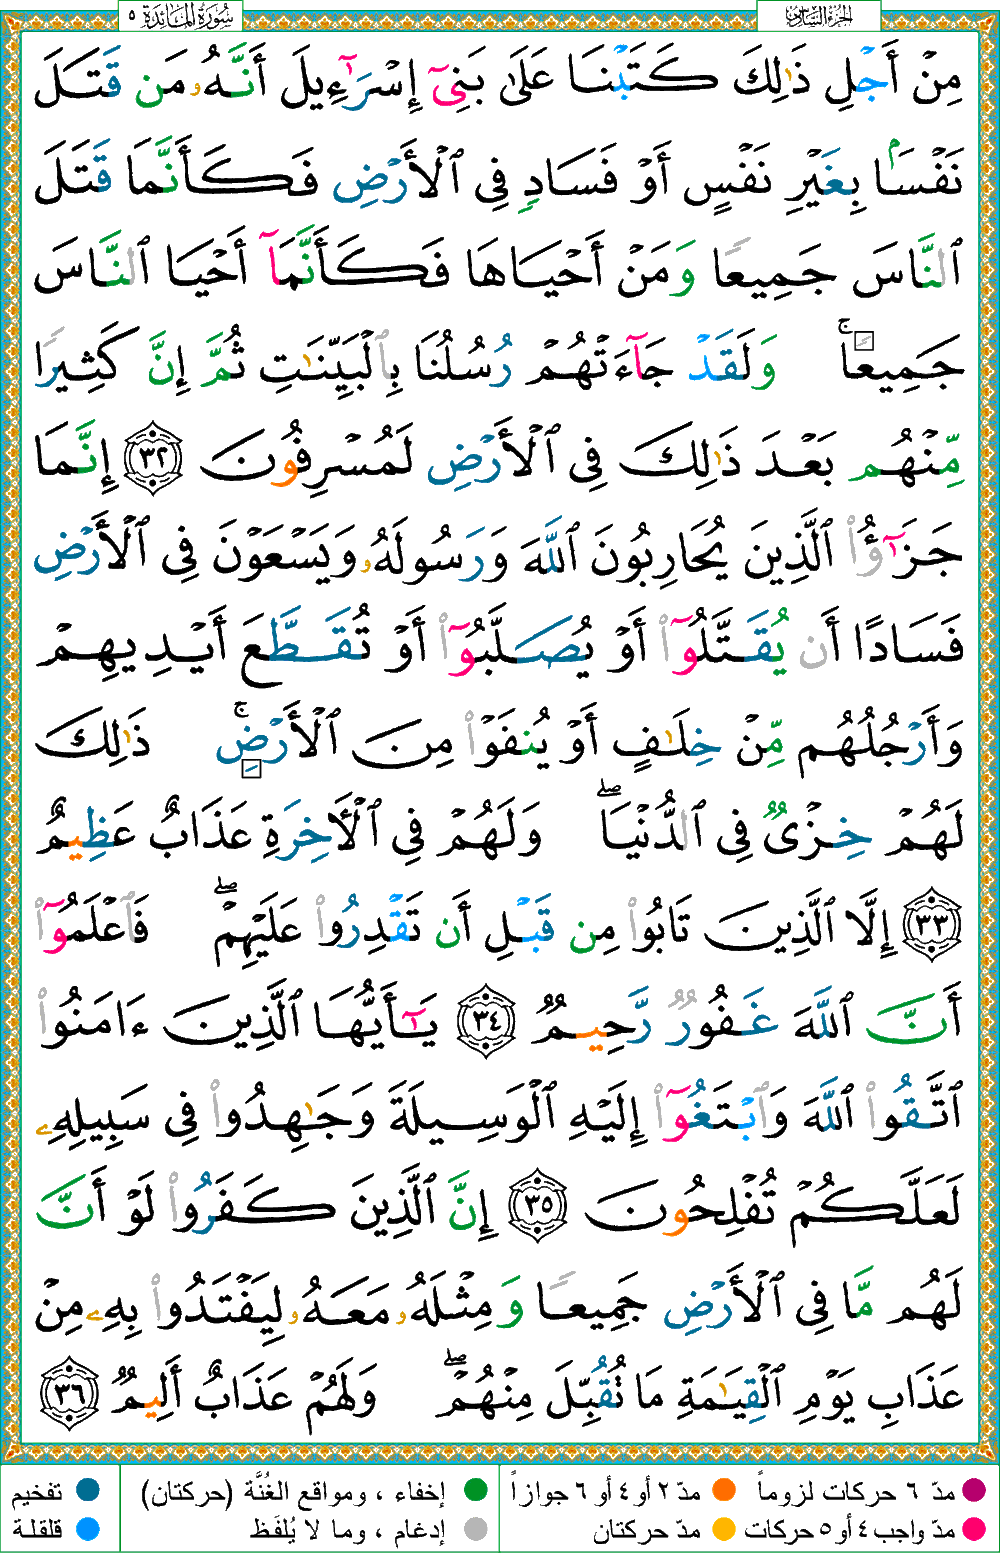 سُورَةُ المَائِدَة ٥
الجُزءُ السَّادِسُ
مِنۡ أَجۡلِ ذَٰلِكَ كَتَبۡنَا عَلَىٰ بَنِيٓ إِسۡرَٰٓءِيلَ أَنَّهُۥ مَن قَتَلَ
نَفۡسَۢا بِغَيۡرِ نَفۡسٍ أَوۡ فَسَادٖ فِي ٱلۡأَرۡضِ فَكَأَنَّمَا قَتَلَ
ٱلنَّاسَ جَمِيعٗا وَمَنۡ أَحۡيَاهَا فَكَأَنَّمَآ أَحۡيَا ٱلنَّاسَ
جَمِيعٗاۚ وَلَقَدۡ جَآءَتۡهُمۡ رُسُلُنَا بِٱلۡبَيِّنَٰتِ ثُمَّ إِنَّ كَثِيرٗا
مِّنۡهُم بَعۡدَ ذَٰلِكَ فِي ٱلۡأَرۡضِ لَمُسۡرِفُونَ ٣٢ إِنَّمَا
جَزَٰٓؤُاْ ٱلَّذِينَ يُحَارِبُونَ ٱللَّهَ وَرَسُولَهُۥ وَيَسۡعَوۡنَ فِي ٱلۡأَرۡضِ
فَسَادًا أَن يُقَتَّلُوٓاْ أَوۡ يُصَلَّبُوٓاْ أَوۡ تُقَطَّعَ أَيۡدِيهِمۡ
وَأَرۡجُلُهُم مِّنۡ خِلَٰفٍ أَوۡ يُنفَوۡاْ مِنَ ٱلۡأَرۡضِۚ ذَٰلِكَ
لَهُمۡ خِزۡيٞ فِي ٱلدُّنۡيَاۖ وَلَهُمۡ فِي ٱلۡأٓخِرَةِ عَذَابٌ عَظِيمٌ
٣٣ إِلَّا ٱلَّذِينَ تَابُواْ مِن قَبۡلِ أَن تَقۡدِرُواْ عَلَيۡهِمۡۖ فَٱعۡلَمُوٓاْ
أَنَّ ٱللَّهَ غَفُورٞ رَّحِيمٞ ٣٤ يَٰٓأَيُّهَا ٱلَّذِينَ ءَامَنُواْ
ٱتَّقُواْ ٱللَّهَ وَٱبۡتَغُوٓاْ إِلَيۡهِ ٱلۡوَسِيلَةَ وَجَٰهِدُواْ فِي سَبِيلِهِۦ
لَعَلَّكُمۡ تُفۡلِحُونَ ٣٥ إِنَّ ٱلَّذِينَ كَفَرُواْ لَوۡ أَنَّ
لَهُم مَّا فِي ٱلۡأَرۡضِ جَمِيعٗا وَمِثۡلَهُۥ مَعَهُۥ لِيَفۡتَدُواْ بِهِۦ مِنۡ
عَذَابِ يَوۡمِ ٱلۡقِيَٰمَةِ مَا تُقُبِّلَ مِنۡهُمۡۖ وَلَهُمۡ عَذَابٌ أَلِيمٞ ٣٦
مدّ ٦ حركات لزوماً مدّ ٢ أو ٤ أو ٦ جوازاً إخفاء ، ومواقع الغُنَّة (حركتان) تفخيم
مدّ واجب ٤ أو ٥ حركات مدّ حركتان إدغام ، وما لا يُلفَظ قلقلة